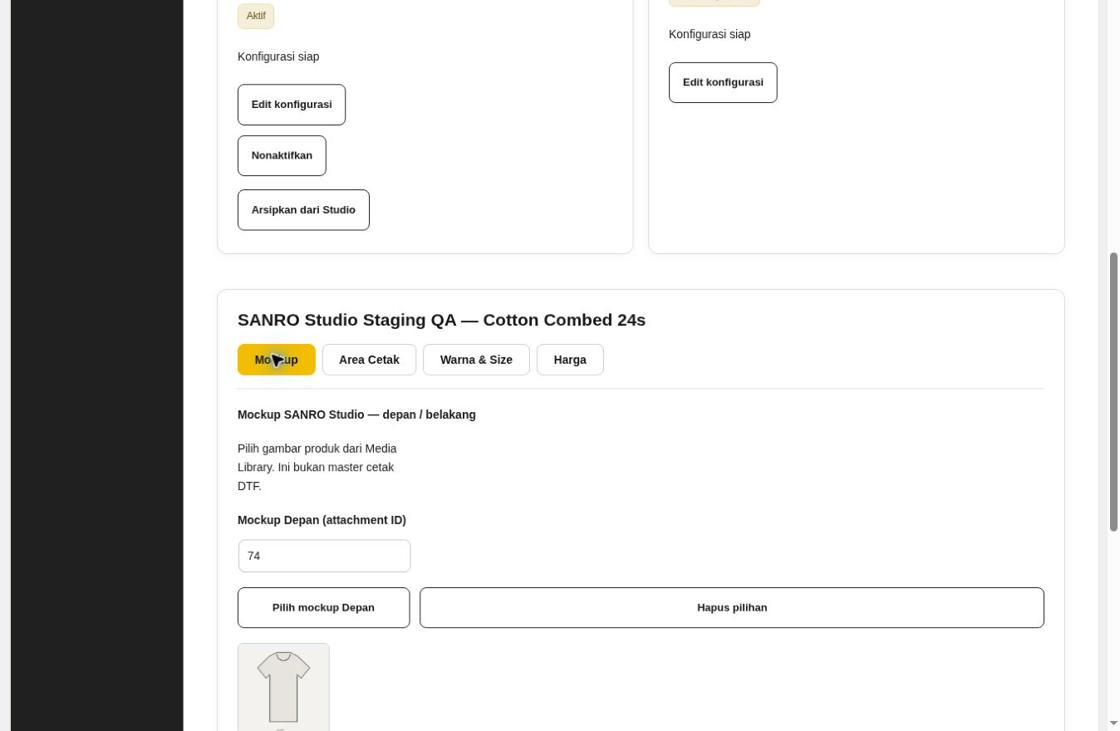 Aktif
Konfigurasi siap
Edit konfigurasi
Nonaktifkan
Arsipkan dari Studio
Konfigurasi siap
Edit konfigurasi
SANRO Studio Staging QA — Cotton Combed 24s
Mockup
Area Cetak
Warna & Size
Harga
Mockup SANRO Studio — depan / belakang
Pilih gambar produk dari Media
Library. Ini bukan master cetak
DTF.
Mockup Depan (attachment ID)
74
Pilih mockup Depan
Hapus pilihan